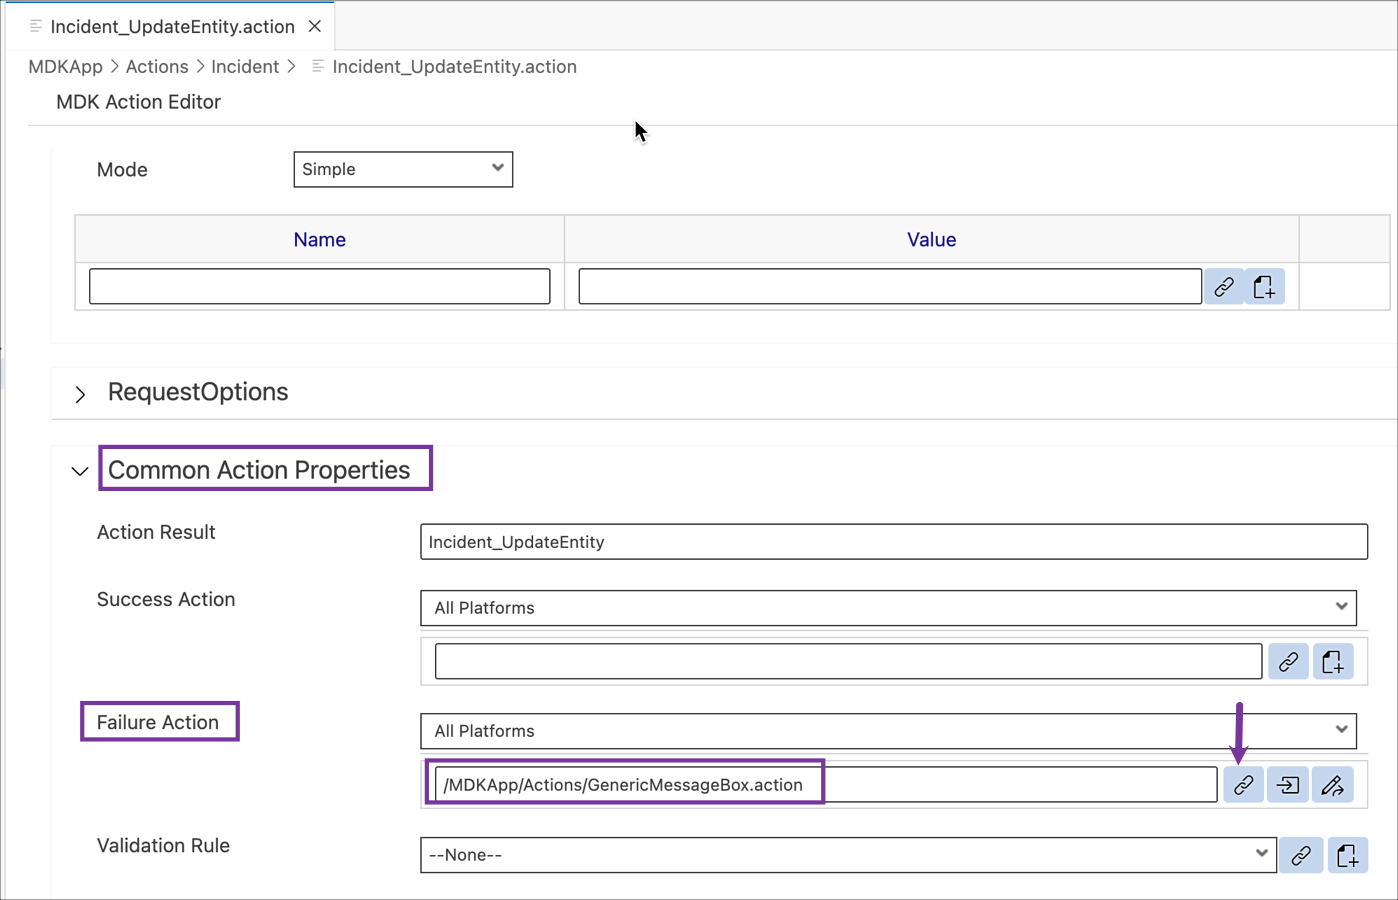 Incident_UpdateEntity.action
MDKApp > Actions > Incident > Incident_UpdateEntity.action
MDK Action Editor
Mode Simple
Name Value
RequestOptions
Common Action Properties
Action Result Incident_UpdateEntity
Success Action All Platforms
Failure Action All Platforms
/MDKApp/Actions/GenericMessageBox.action
Validation Rule --None--